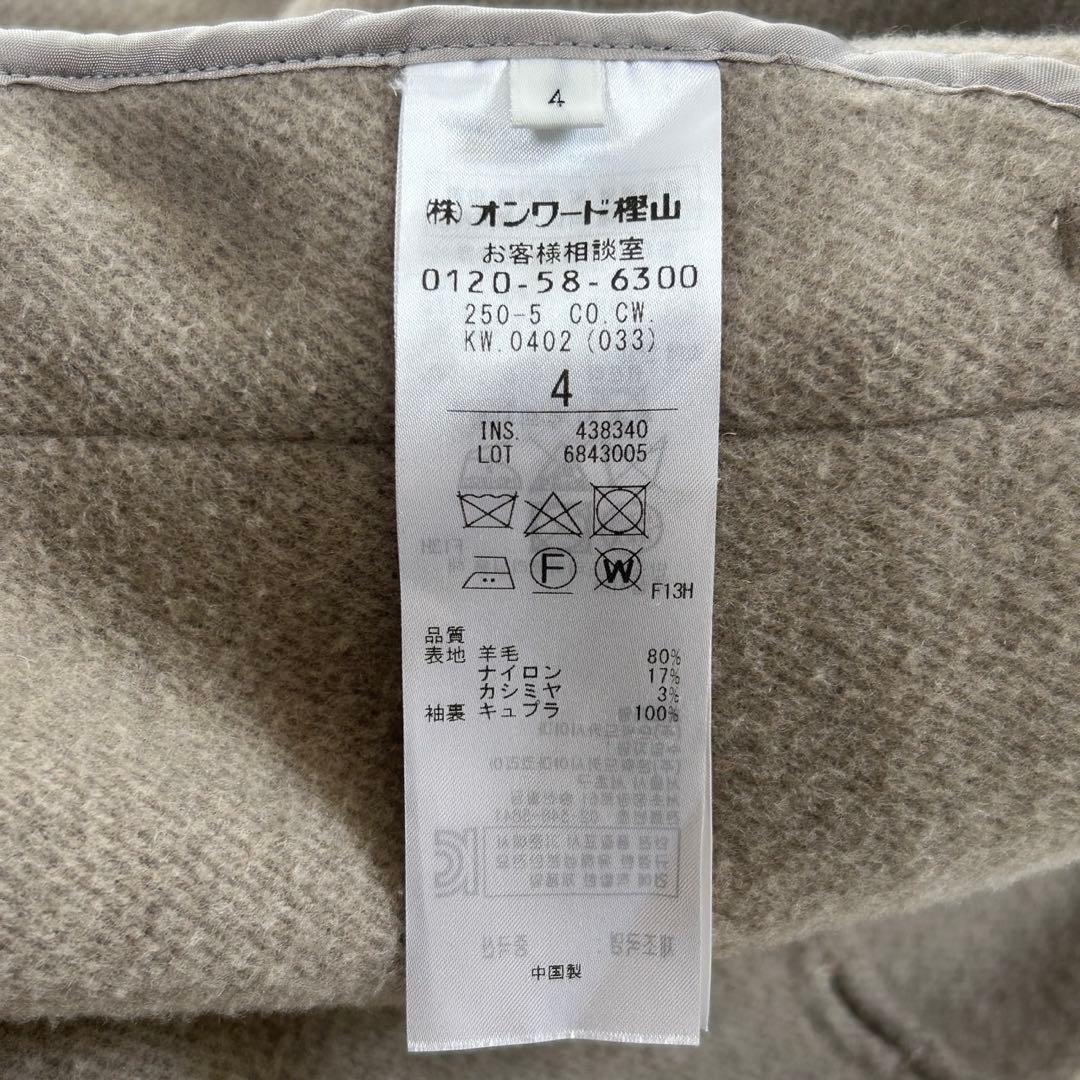 4
(株)オンワード樫山
お客様相談室
0120-58-6300
250-5 CO.CW.
KW.0402(033)
4
INS. 438340
LOT 6843005
F
W
F13H
品質
表地 羊毛 80%
ナイロン 17%
カシミヤ 3%
袖裏 キュプラ 100%
中国製